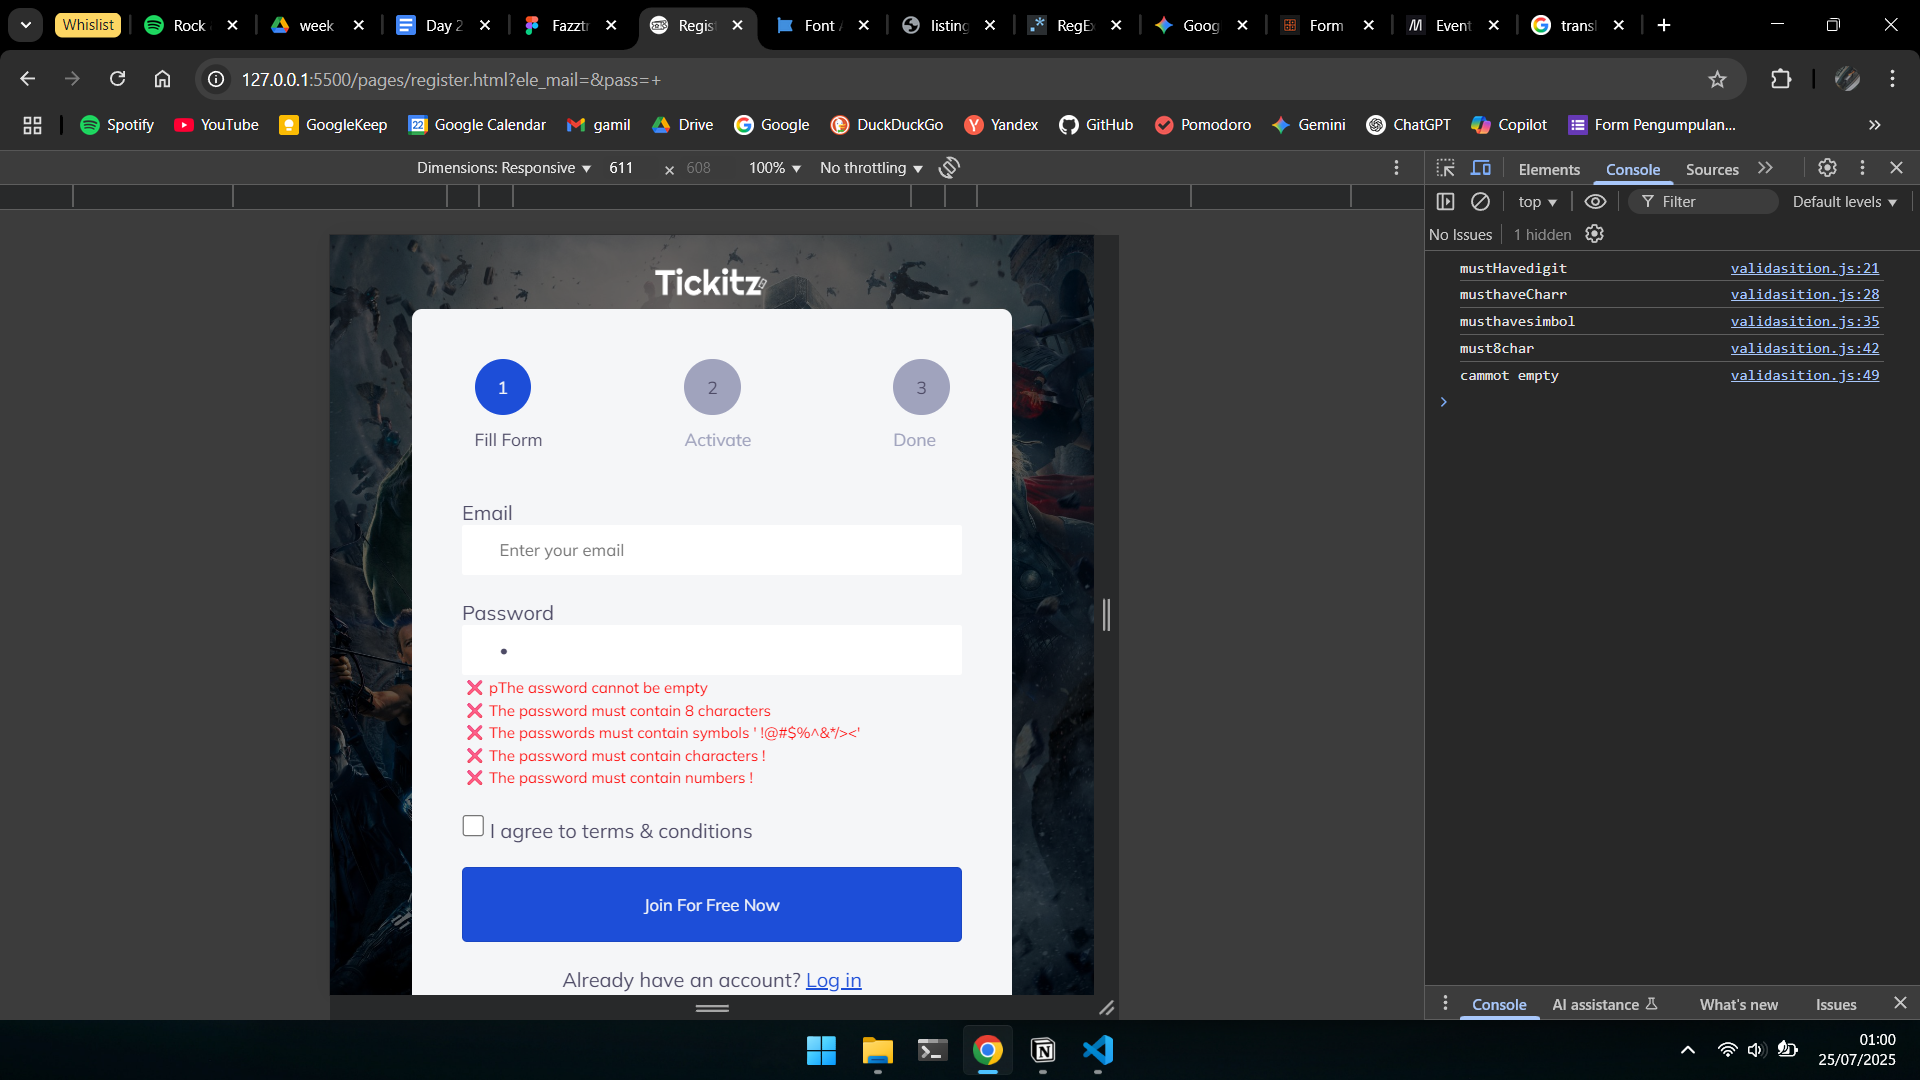 Whislist
Rock
week
Day 2
Fazztr
Regist
Font A
listing
RegEx
Goog
Form
Event
trans
127.0.0.1:5500/pages/register.html?ele_mail=&pass=+
Spotify
YouTube
GoogleKeep
Google Calendar
gamil
Drive
Google
DuckDuckGo
Yandex
GitHub
Pomodoro
Gemini
ChatGPT
Copilot
Form Pengumpulan...
Dimensions: Responsive
611 × 608
100%
No throttling
Elements
Console
Sources
top
Filter
Default levels
No Issues
1 hidden
mustHavedigit validasition.js:21
musthaveCharr validasition.js:28
musthavesimbol validasition.js:35
must8char validasition.js:42
cammot empty validasition.js:49
Tickitz
1 2 3
Fill Form Activate Done
Email
Enter your email
Password
❌ pThe assword cannot be empty
❌ The password must contain 8 characters
❌ The passwords must contain symbols ' !@#$%^&*/><'
❌ The password must contain characters !
❌ The password must contain numbers !
I agree to terms & conditions
Join For Free Now
Already have an account? Log in
Console
AI assistance
What's new
Issues
01:00
25/07/2025